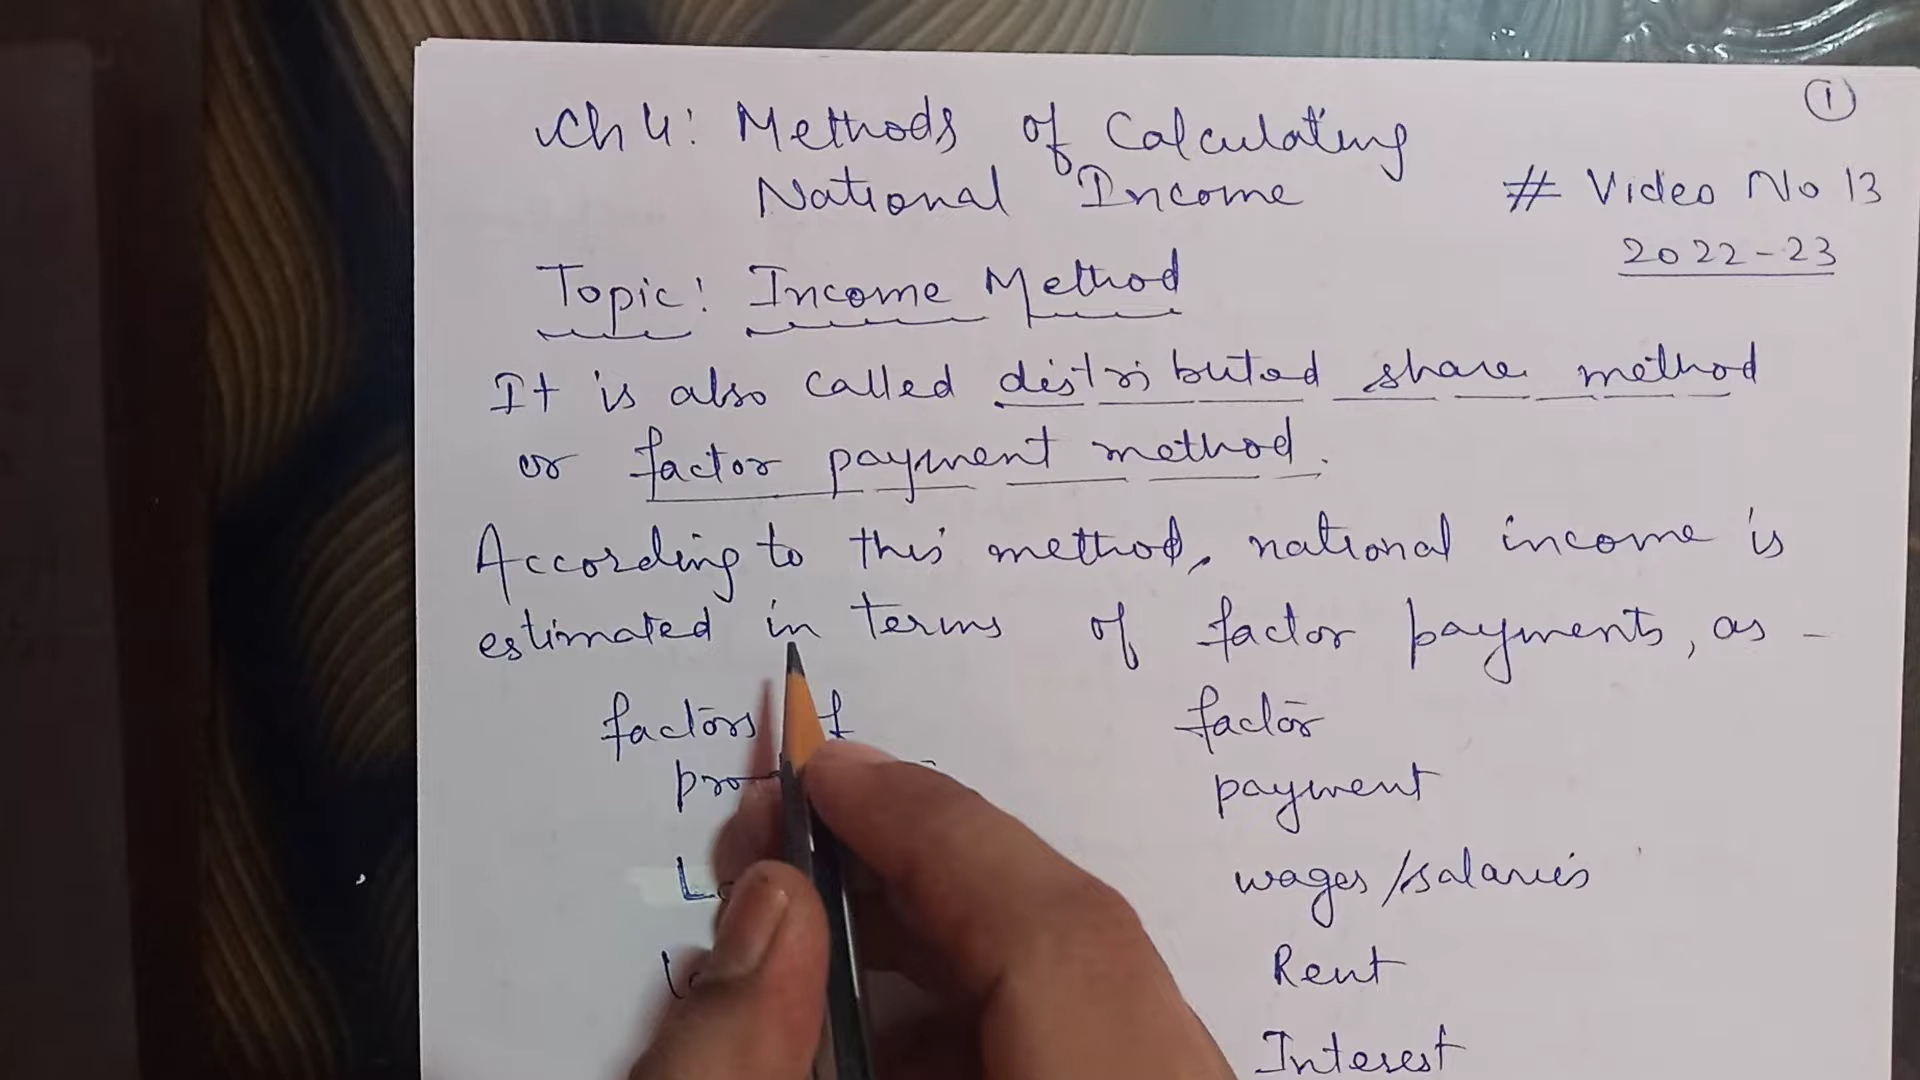 1
Ch 4: Methods of Calculating
National Income
# Video No 13
2022-23
Topic: Income Method
It is also called distributed share method
or factor payment method.
According to this method, national income is
estimated in terms of factor payments, as -
factors factor
payment
wages/salaries
Rent
Interest